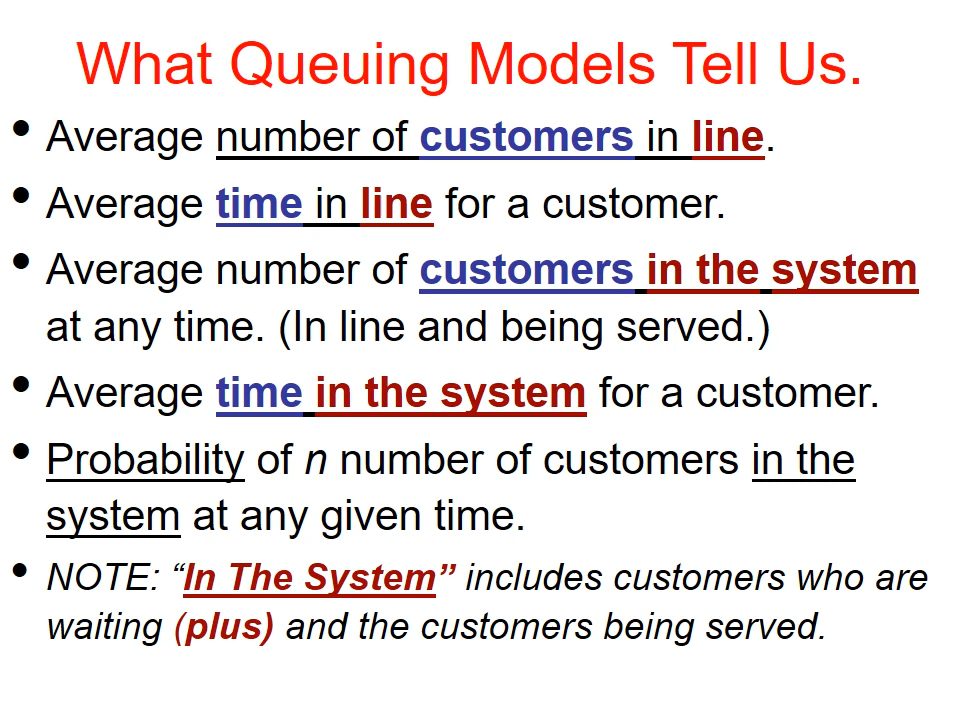 What Queuing Models Tell Us.
• Average number of customers in line.
• Average time in line for a customer.
• Average number of customers in the system
at any time. (In line and being served.)
• Average time in the system for a customer.
• Probability of n number of customers in the
system at any given time.
• NOTE: “In The System” includes customers who are
waiting (plus) and the customers being served.